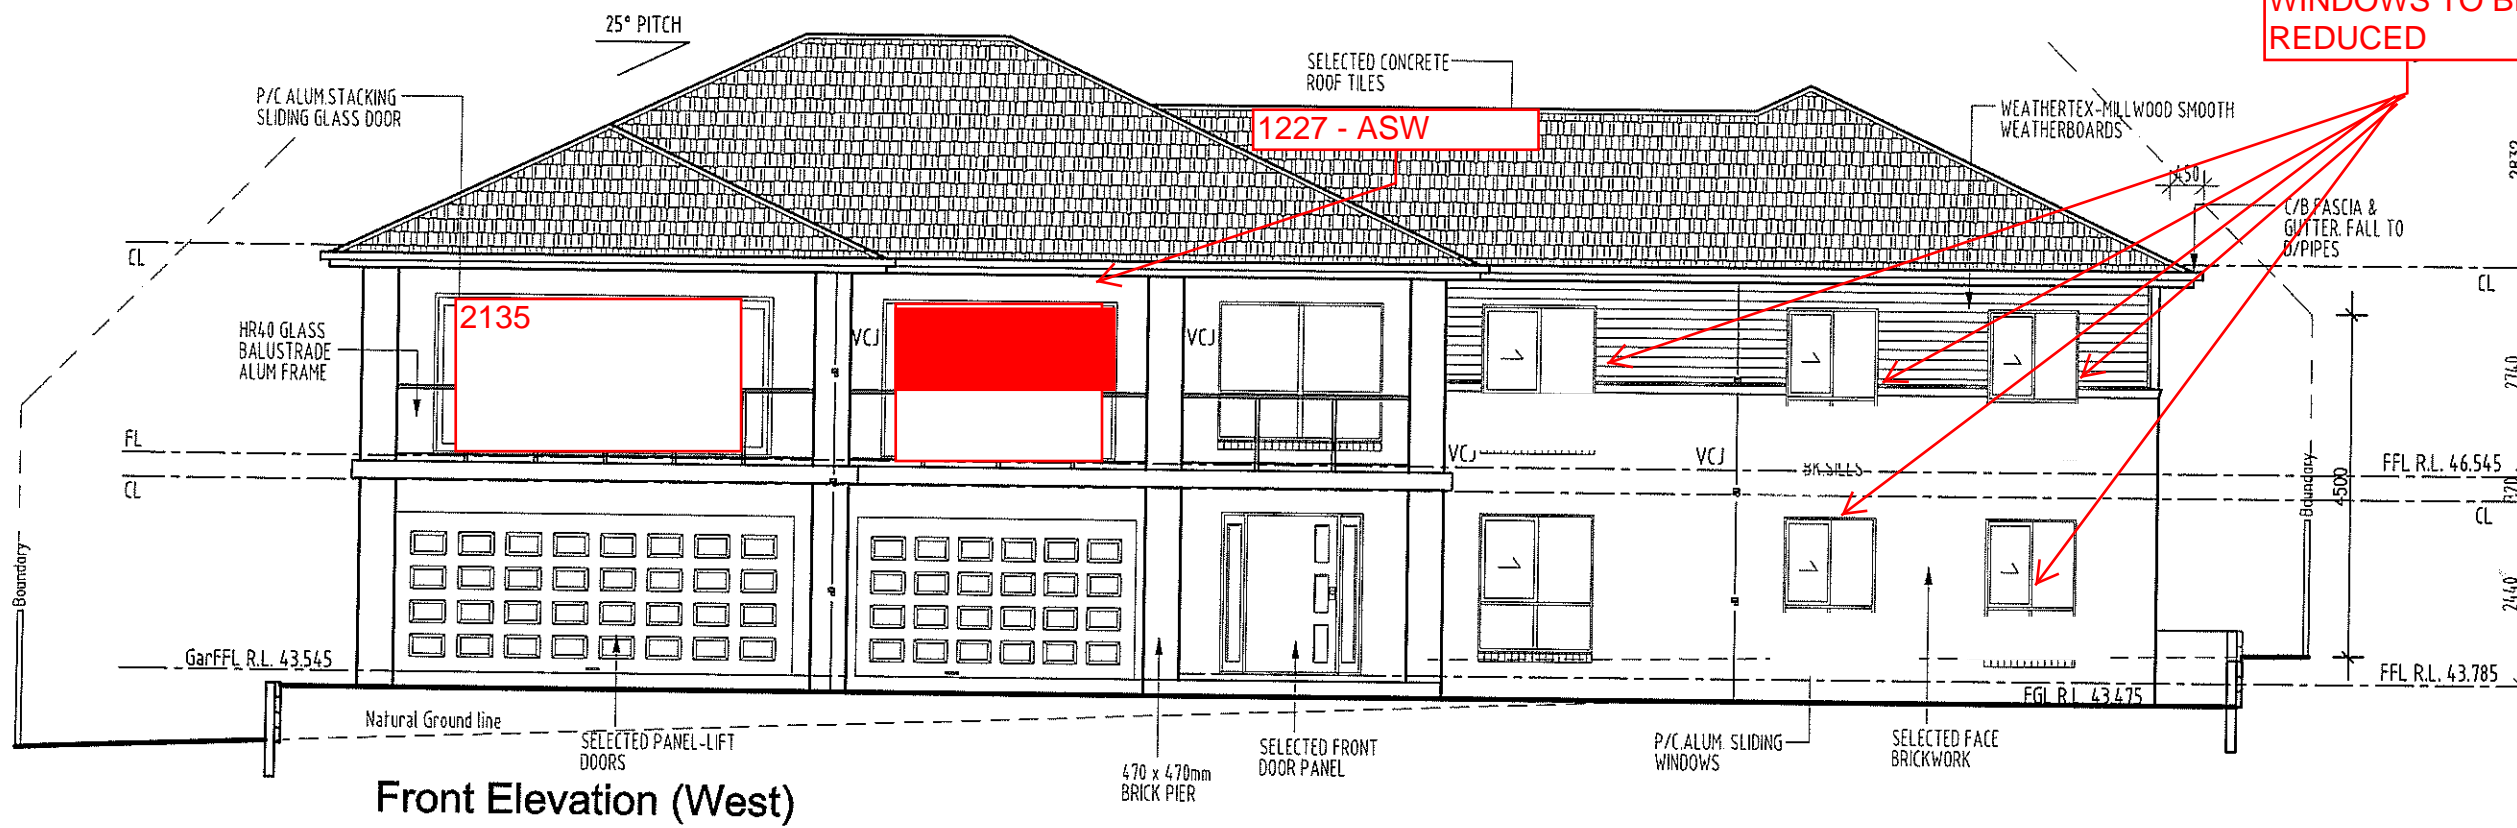 25° PITCH
WINDOWS TO BE
REDUCED
SELECTED CONCRETE
ROOF TILES
P/C ALUM.STACKING
SLIDING GLASS DOOR
1227 - ASW
WEATHERTEX-MILLWOOD SMOOTH
WEATHERBOARDS
450
C/B FASCIA &
GUTTER. FALL TO
D/PIPES
CL
CL
2135
HR40 GLASS
BALUSTRADE
ALUM FRAME
VCJ
VCJ
2740
FL
VCJ
VCJ
BK.SILLS
FFL R.L. 46.545
CL
4500
Boundary
CL
Boundary
2440
GarFFL R.L. 43.545
FFL R.L. 43.785
FGL R.L. 43.475
Natural Ground line
SELECTED PANEL-LIFT
DOORS
SELECTED FRONT
DOOR PANEL
P/C.ALUM. SLIDING
WINDOWS
SELECTED FACE
BRICKWORK
470 x 470mm
BRICK PIER
Front Elevation (West)